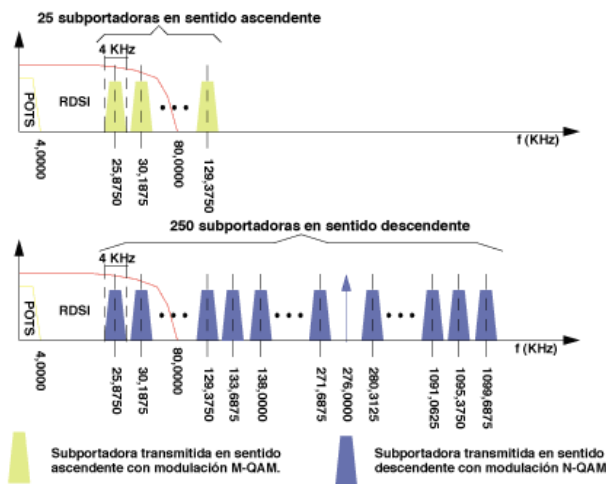 25 subportadoras en sentido ascendente
4 KHz
POTS
RDSI
f (KHz)
4,0000
25,8750
30,1875
80,0000
129,3750
250 subportadoras en sentido descendente
4 KHz
POTS
RDSI
f (KHz)
4,0000
25,8750
30,1875
80,0000
129,3750
133,6875
138,0000
271,6875
276,0000
280,3125
1091,0625
1095,3750
1099,6875
Subportadora transmitida en sentido
ascendente con modulación M-QAM.
Subportadora transmitida en sentido
descendente con modulación N-QAM